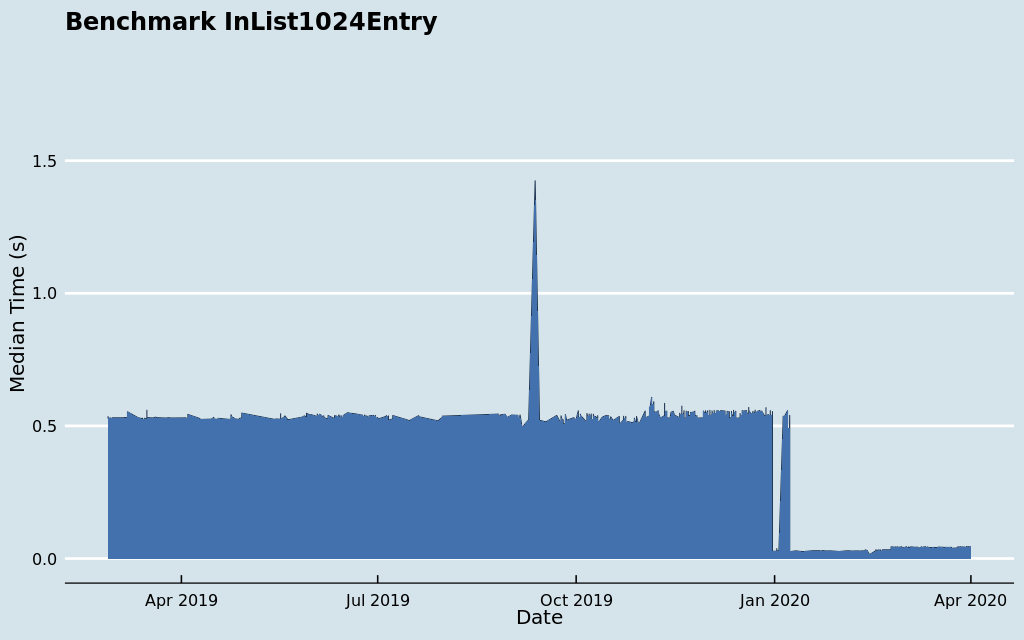 Benchmark InList1024Entry
Median Time (s)
1.5
1.0
0.5
0.0
Apr 2019 Jul 2019 Oct 2019 Jan 2020 Apr 2020
Date